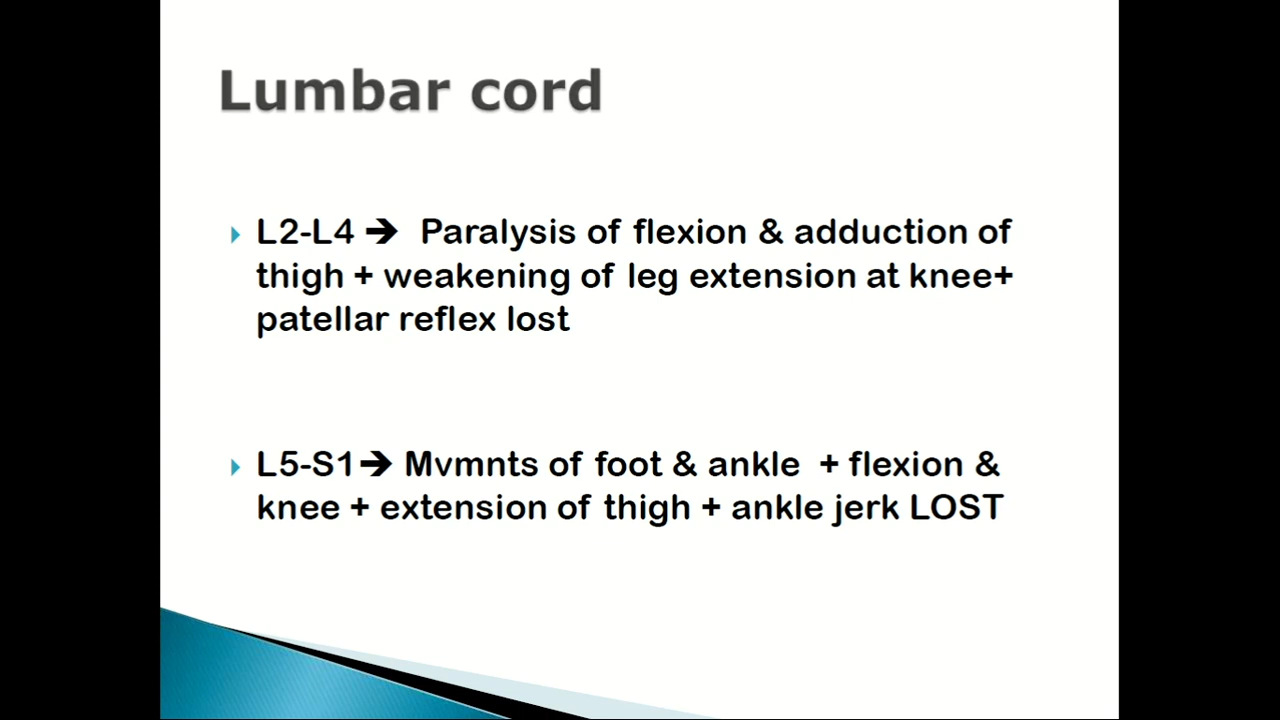 Lumbar cord
L2-L4 ➔ Paralysis of flexion & adduction of
thigh + weakening of leg extension at knee+
patellar reflex lost
L5-S1➔ Mvmnts of foot & ankle + flexion &
knee + extension of thigh + ankle jerk LOST